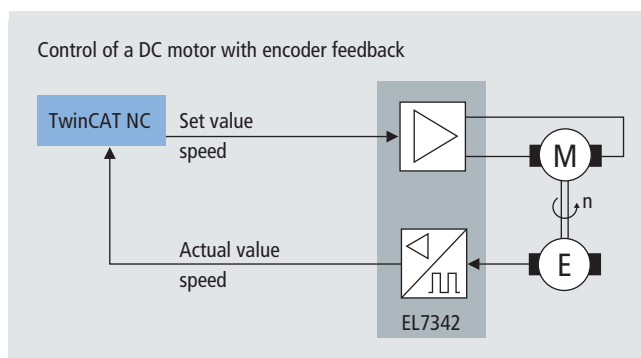 Control of a DC motor with encoder feedback
TwinCAT NC
Set value
speed
M
n
Actual value
speed
E
EL7342